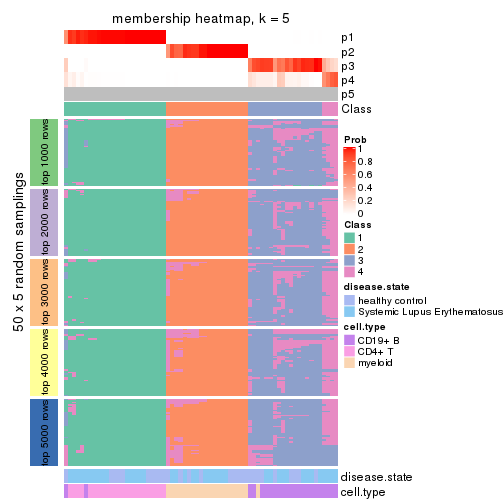 membership heatmap, k = 5
p1
p2
p3
p4
p5
Class
50 x 5 random samplings
top 1000 rows
top 2000 rows
top 3000 rows
top 4000 rows
top 5000 rows
disease.state
cell.type
Prob
1
0.8
0.6
0.4
0.2
0
Class
1
2
3
4
disease.state
healthy control
Systemic Lupus Erythematosus
cell.type
CD19+ B
CD4+ T
myeloid